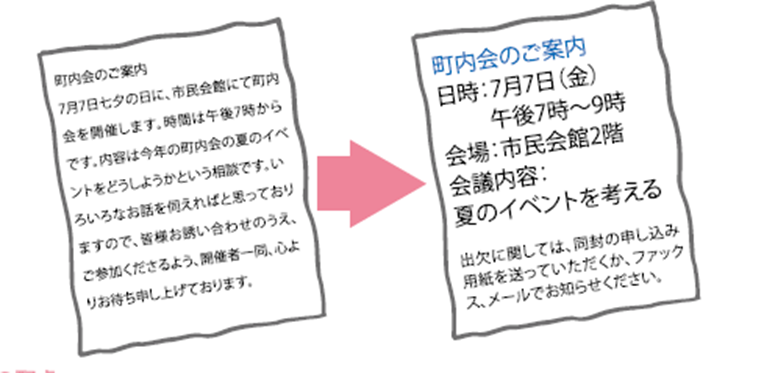 町内会のご案内
7月7日七夕の日に、市民会館にて町内
会を開催します。時間は午後7時から
です。内容は今年の町内会の夏のイベ
ントをどうしようかという相談です。い
ろいろなお話を伺えればと思っており
ますので、皆様お誘い合わせのうえ、
ご参加くださるよう、開催者一同、心よ
りお待ち申し上げております。
町内会のご案内
日時：7月7日（金）
午後7時～9時
会場：市民会館2階
会議内容：
夏のイベントを考える
出欠に関しては、同封の申し込み
用紙を送っていただくか、ファック
ス、メールでお知らせください。